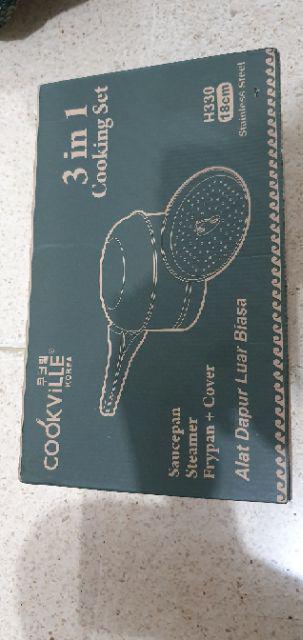 3 in 1
Cooking Set
H330
18cm
Stainless Steel
COOKVILLE®
KOREA
Saucepan
Steamer
Frypan + Cover
Alat Dapur Luar Biasa